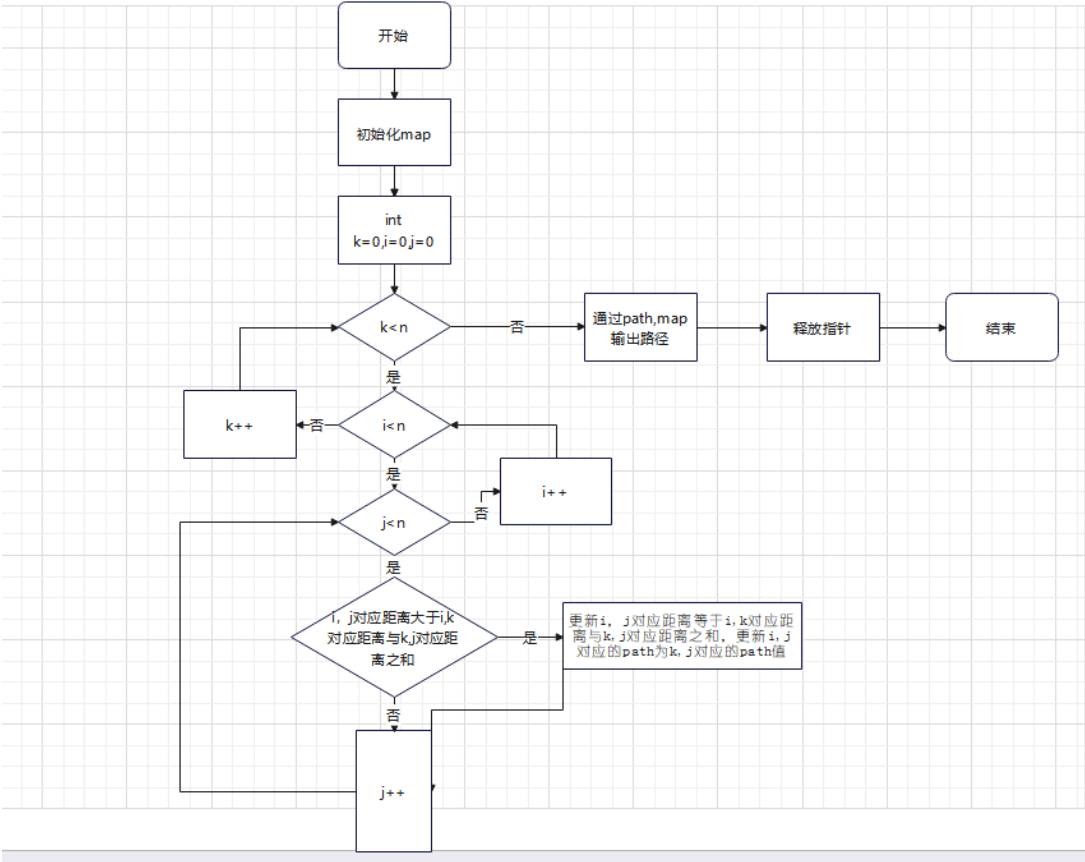 开始
初始化map
int
k=0,i=0,j=0
k<n
否
通过path,map
输出路径
释放指针
结束
是
k++
否
i<n
是
i++
j<n
否
是
i，j对应距离大于i,k
对应距离与k,j对应距
离之和
是
更新i，j对应距离等于i,k对应距
离与k,j对应距离之和，更新i,j
对应的path为k,j对应的path值
否
j++